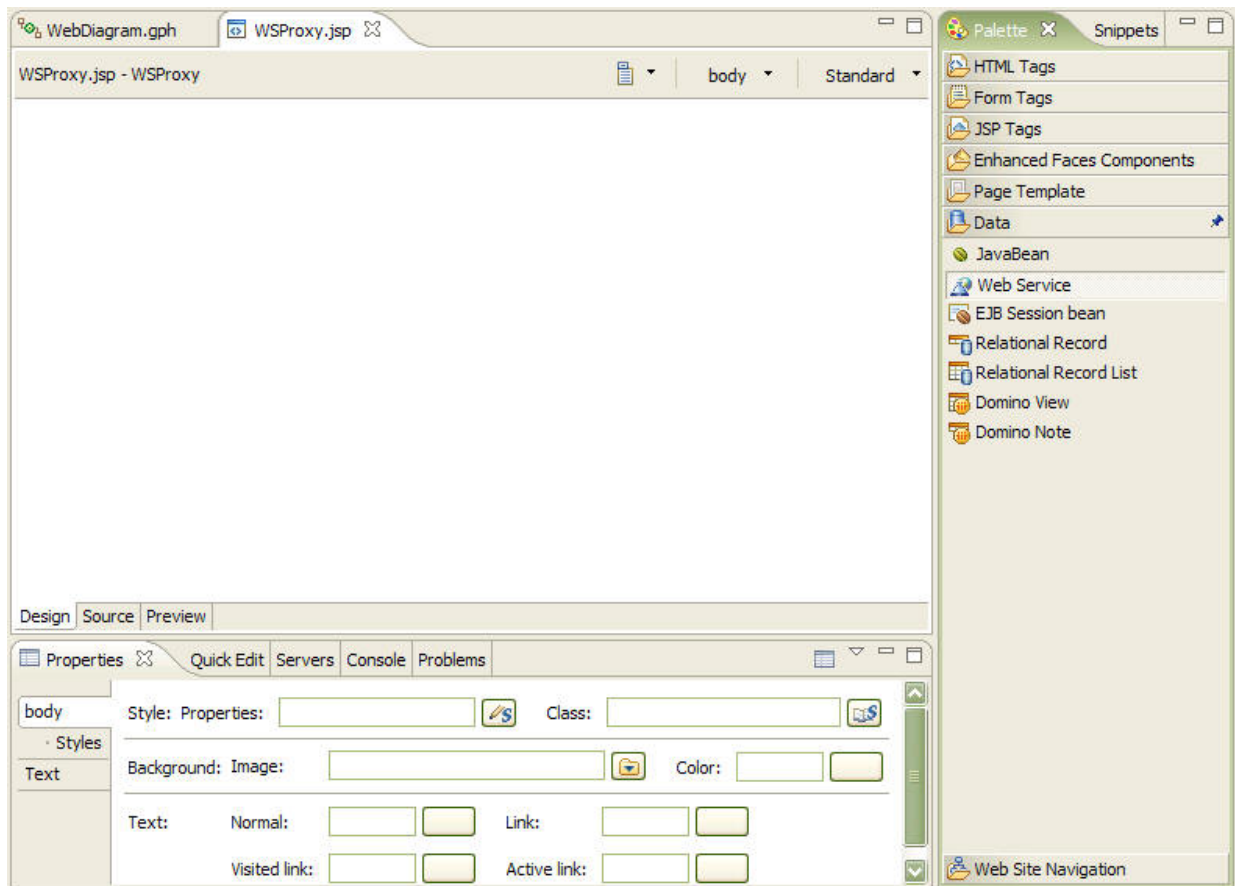 WebDiagram.gph
WSProxy.jsp
WSProxy.jsp - WSProxy
body
Standard
Design
Source
Preview
Properties
Quick Edit
Servers
Console
Problems
body
Styles
Text
Style: Properties:
Class:
Background: Image:
Color:
Text: Normal:
Link:
Visited link:
Active link:
Palette
Snippets
HTML Tags
Form Tags
JSP Tags
Enhanced Faces Components
Page Template
Data
JavaBean
Web Service
EJB Session bean
Relational Record
Relational Record List
Domino View
Domino Note
Web Site Navigation